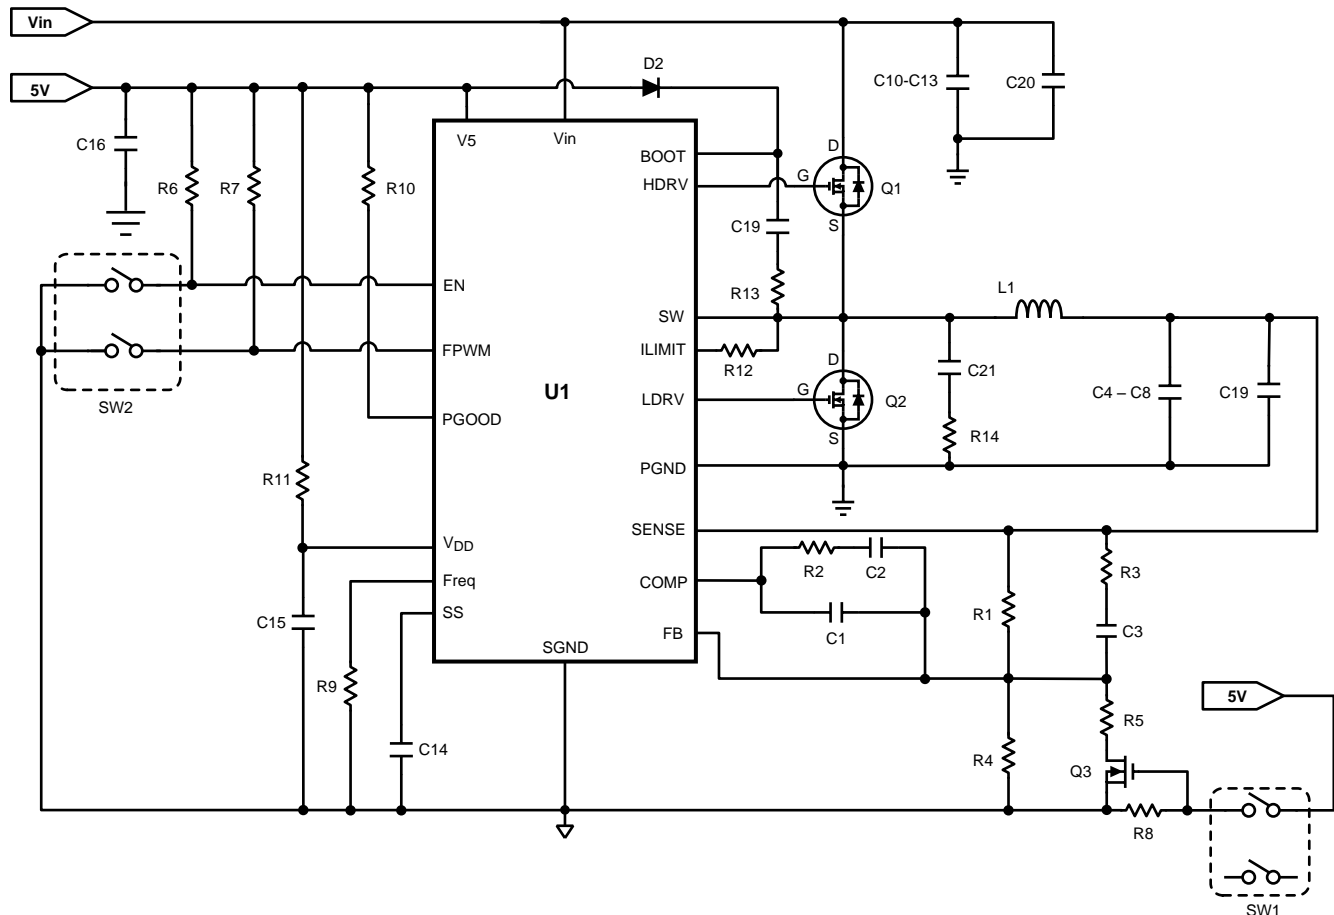 Vin
5V
D2
C10-C13
C20
V5
Vin
C16
BOOT
D
R6
R7
R10
HDRV
G
Q1
S
C19
R13
EN
L1
SW
FPWM
ILIMIT
R12
D
C21
C4 – C8
C19
SW2
U1
LDRV
G
Q2
PGOOD
S
R14
PGND
R11
SENSE
VDD
R2
C2
R3
Freq
COMP
SS
R1
C15
C1
C3
FB
SGND
R9
5V
R5
C14
R4
Q3
R8
SW1